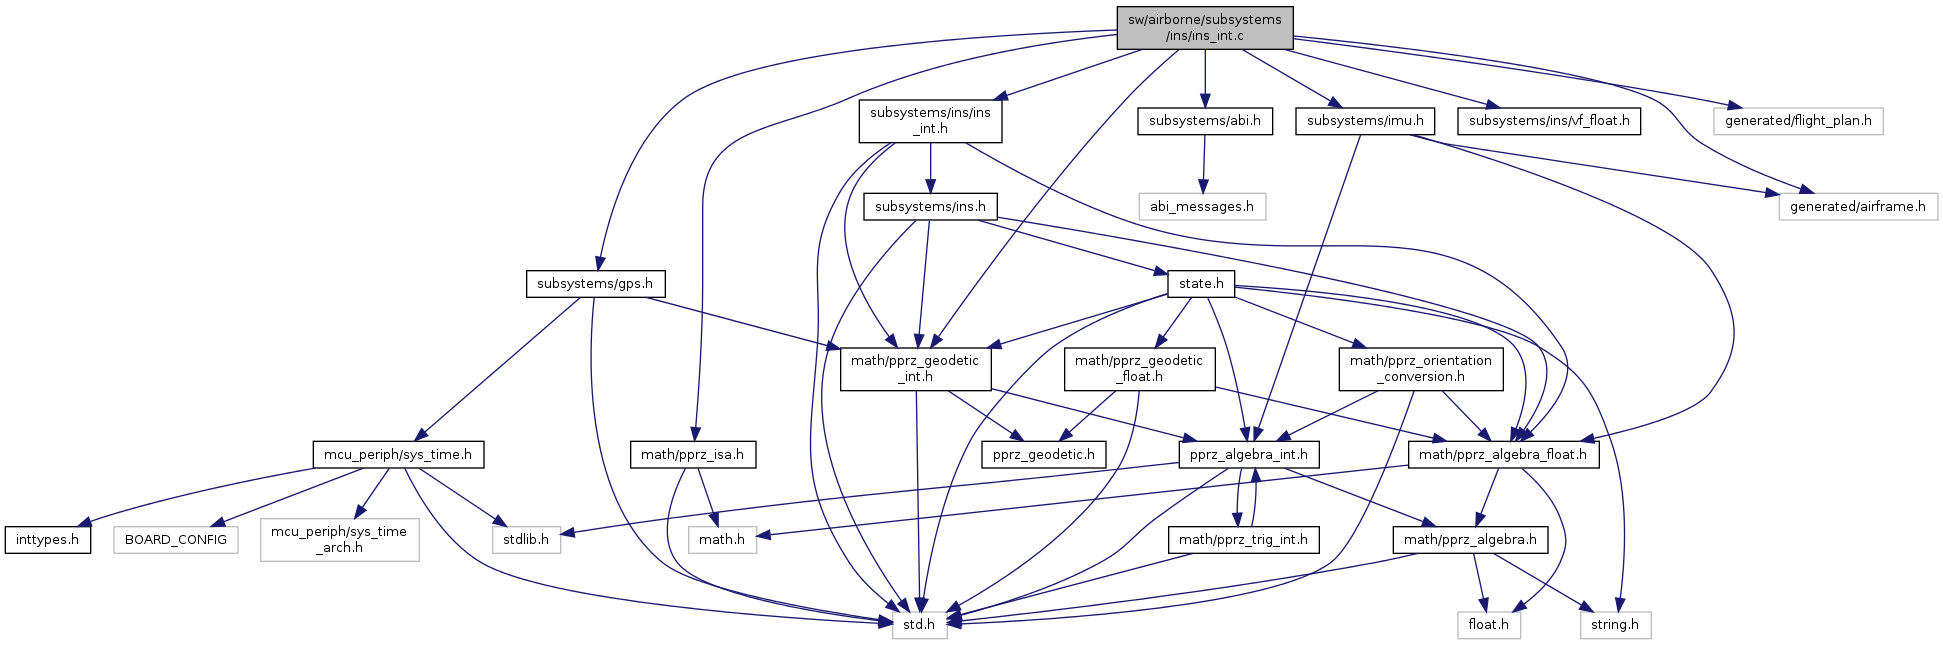 sw/airborne/subsystems
/ins/ins_int.c
subsystems/ins/ins
_int.h
subsystems/abi.h
subsystems/imu.h
subsystems/ins/vf_float.h
generated/flight_plan.h
subsystems/ins.h
abi_messages.h
generated/airframe.h
subsystems/gps.h
state.h
math/pprz_geodetic
_int.h
math/pprz_geodetic
_float.h
math/pprz_orientation
_conversion.h
mcu_periph/sys_time.h
math/pprz_isa.h
pprz_geodetic.h
pprz_algebra_int.h
math/pprz_algebra_float.h
inttypes.h
BOARD_CONFIG
mcu_periph/sys_time
_arch.h
stdlib.h
math.h
math/pprz_trig_int.h
math/pprz_algebra.h
std.h
float.h
string.h